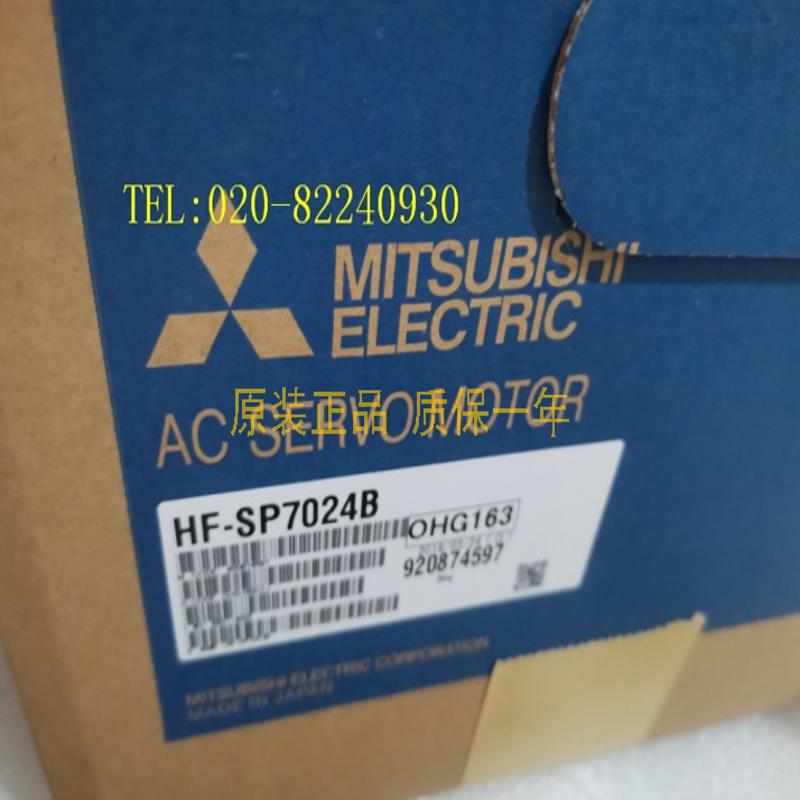 TEL:020-82240930
MITSUBISHI
ELECTRIC
原装正品 质保一年
AC SERVO MOTOR
HF-SP7024B
OHG163
920874597
MITSUBISHI ELECTRIC CORPORATION
MADE IN JAPAN